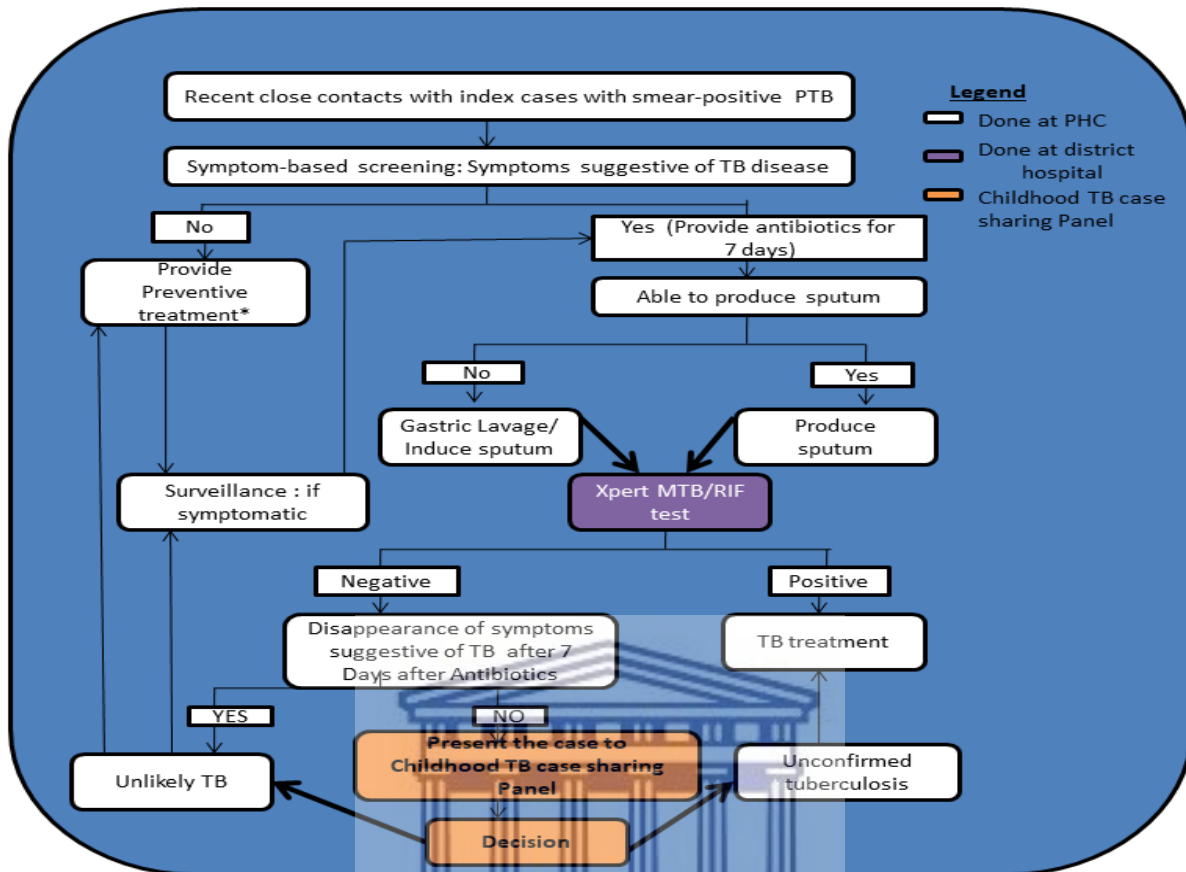 Recent close contacts with index cases with smear-positive PTB
Legend
Done at PHC
Done at district
hospital
Childhood TB case
sharing Panel
Symptom-based screening: Symptoms suggestive of TB disease
No
Yes (Provide antibiotics for
7 days)
Provide
Preventive
treatment*
Able to produce sputum
No
Yes
Gastric Lavage/
Induce sputum
Produce
sputum
Surveillance : if
symptomatic
Xpert MTB/RIF
test
Negative
Positive
Disappearance of symptoms
suggestive of TB after 7
Days after Antibiotics
TB treatment
YES
NO
Present the case to
Childhood TB case sharing
Panel
Unlikely TB
Unconfirmed
tuberculosis
Decision